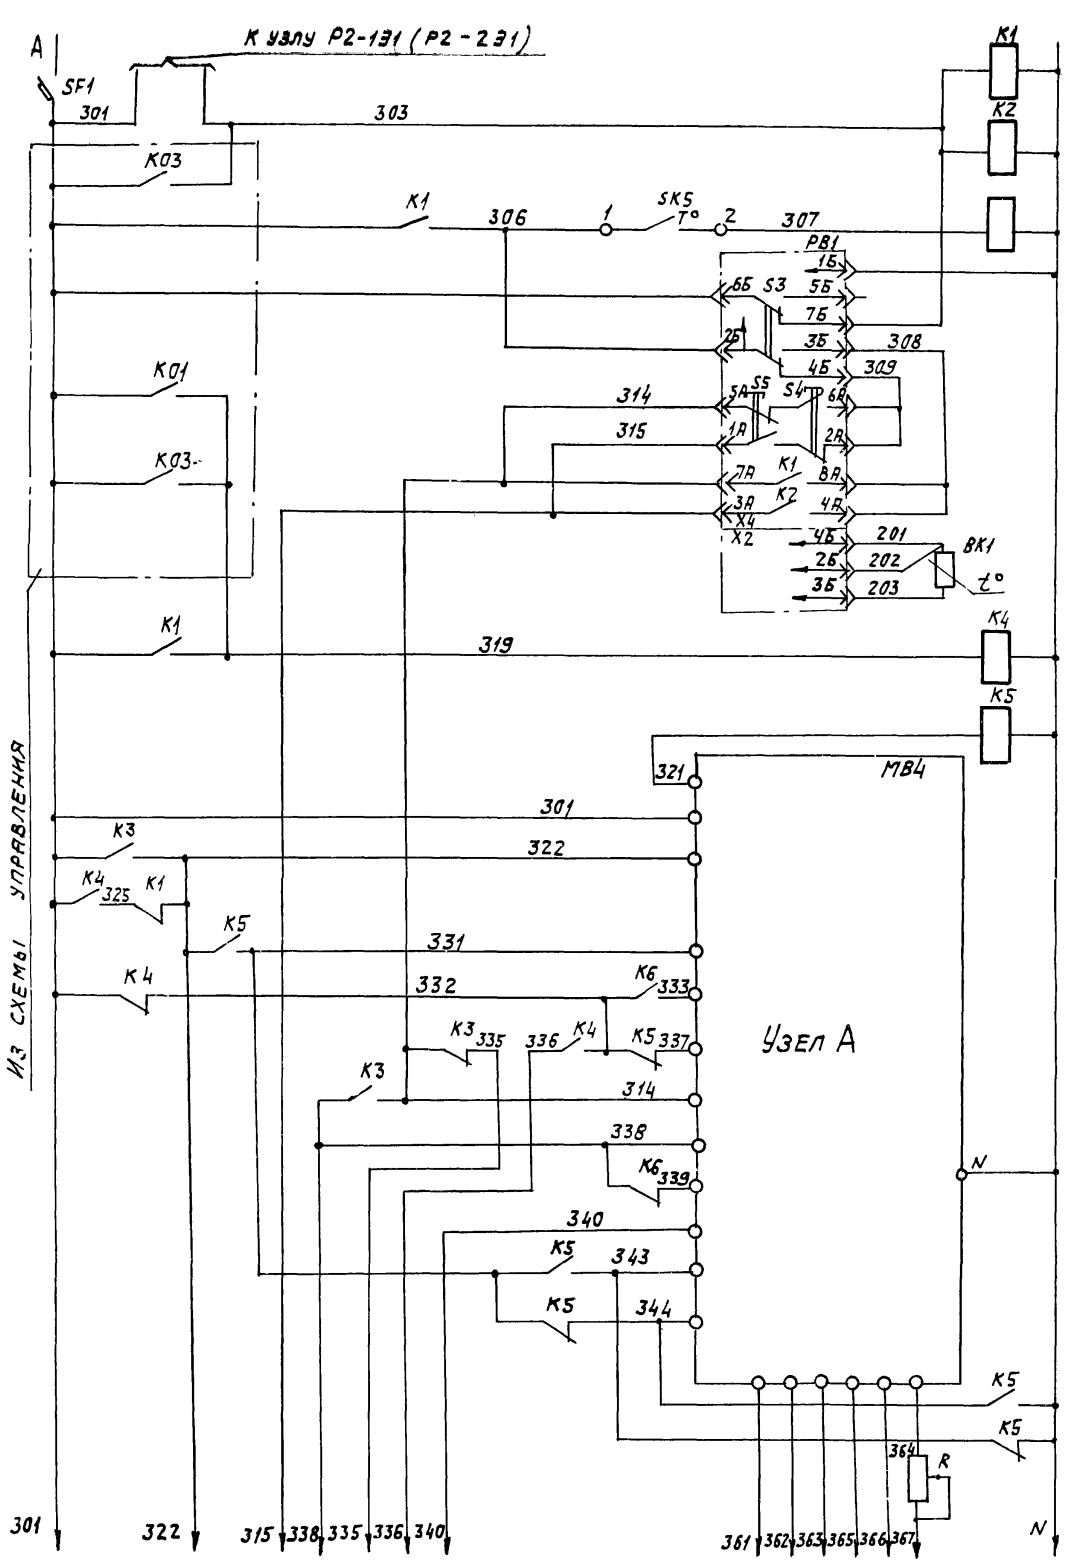 К УЗЛУ Р2-1Э1 (Р2-2Э1)
А
SF1
301
303
К1
К2
К03
К1
306
1
SK5
T°
2
307
РВ1
1Б
6Б
S3
5Б
7Б
2Б
3Б
308
4Б
309
К01
314
5А
S5
S4
6А
315
1А
2А
К03
7А
К1
8А
3А
К2
4А
X4
X2
4Б
201
ВК1
2Б
202
3Б
203
t°
К1
319
К4
К5
321
МВ4
301
К3
322
К4
325
К1
К5
331
К4
332
К6
333
К3
335
336
К4
К5
337
УЗЕЛ А
К3
314
338
К6
339
N
340
К5
343
К5
344
К5
К5
364
R
301
322
315
338
335
336
340
361
362
363
365
366
367
N
ИЗ СХЕМЫ УПРАВЛЕНИЯ